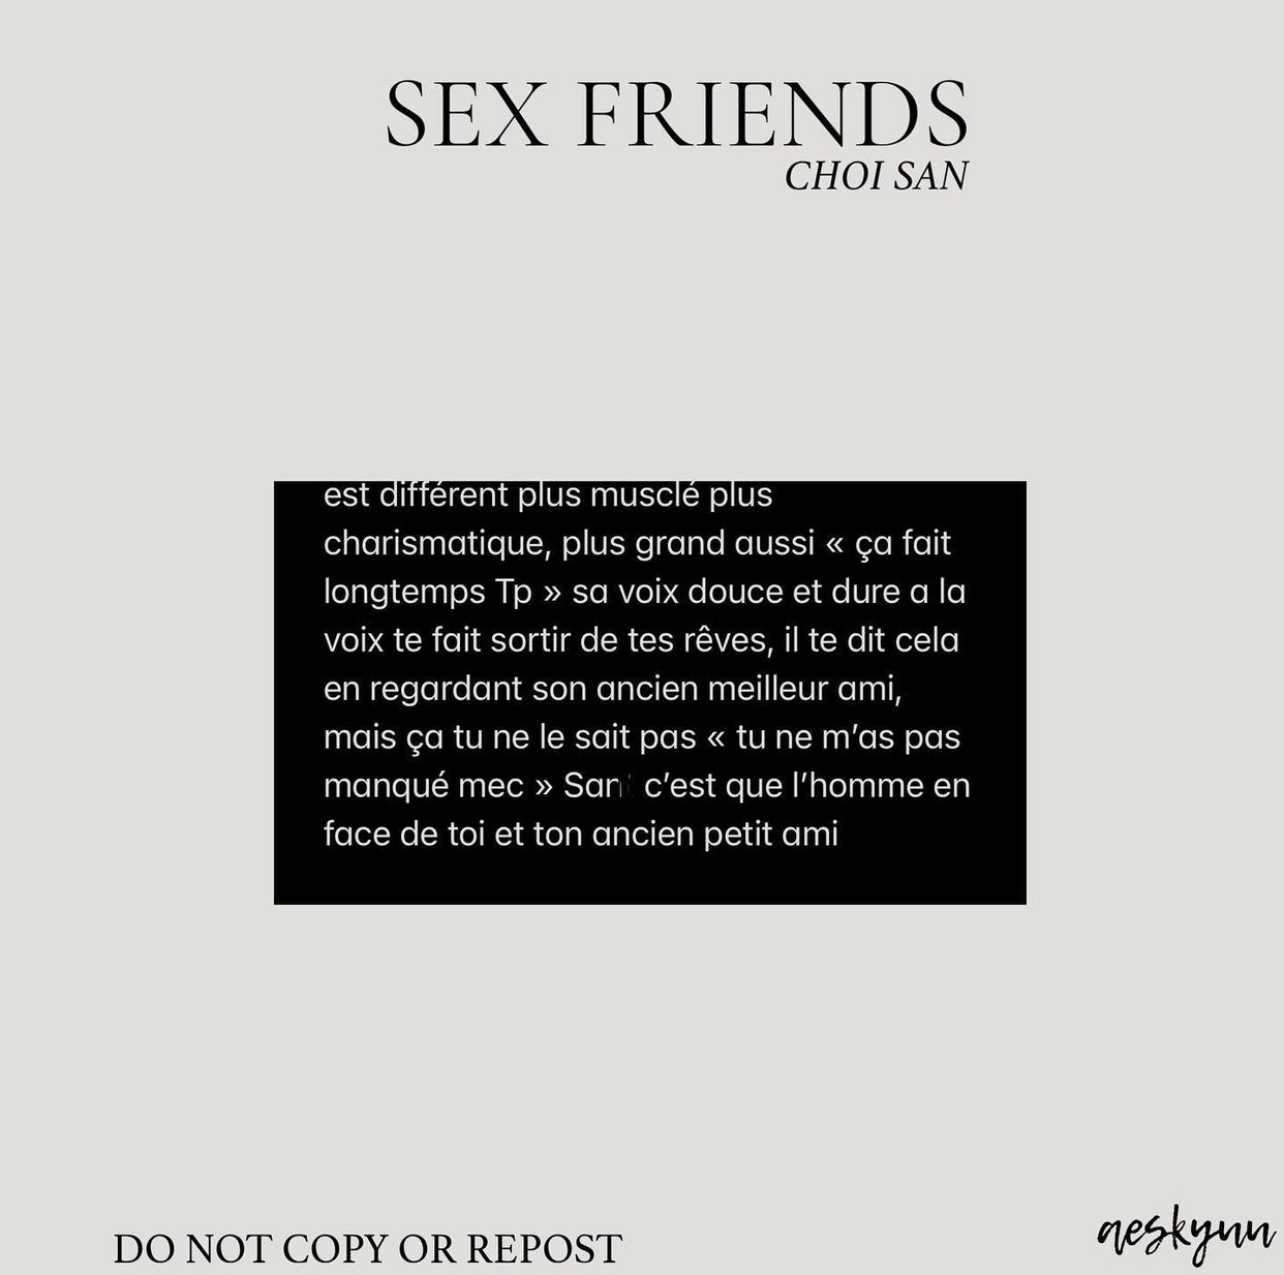 SEX FRIENDS
CHOI SAN
est différent plus musclé plus
charismatique, plus grand aussi « ça fait
longtemps Tp » sa voix douce et dure a la
voix te fait sortir de tes rêves, il te dit cela
en regardant son ancien meilleur ami,
mais ça tu ne le sait pas « tu ne m’as pas
manqué mec » San c’est que l’homme en
face de toi et ton ancien petit ami
DO NOT COPY OR REPOST
aeskynn